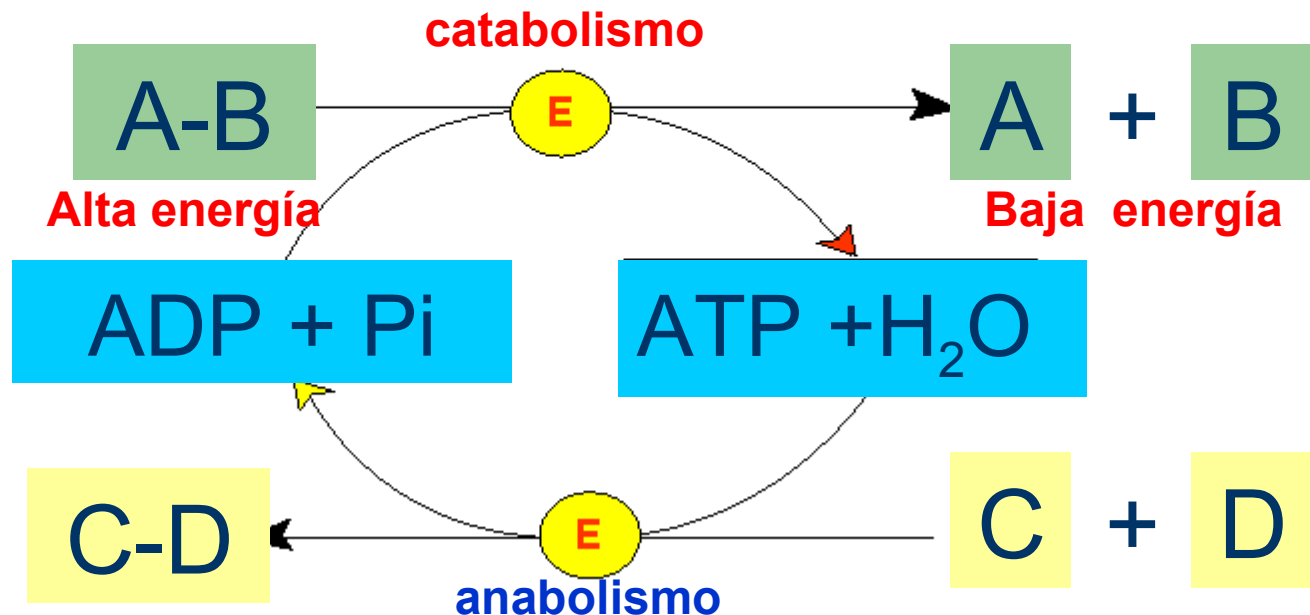 catabolismo
A-B E A + B
Alta energía Baja energía
ADP + Pi ATP +H₂O
C-D E C + D
anabolismo